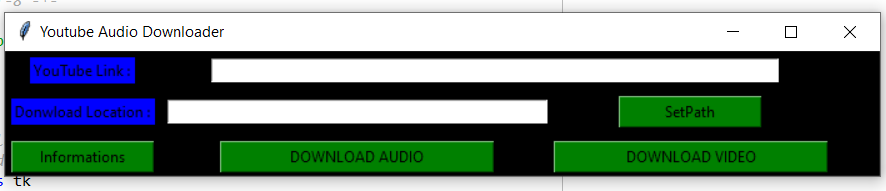 Youtube Audio Downloader
YouTube Link :
Donwload Location :
SetPath
Informations
DOWNLOAD AUDIO
DOWNLOAD VIDEO
tk